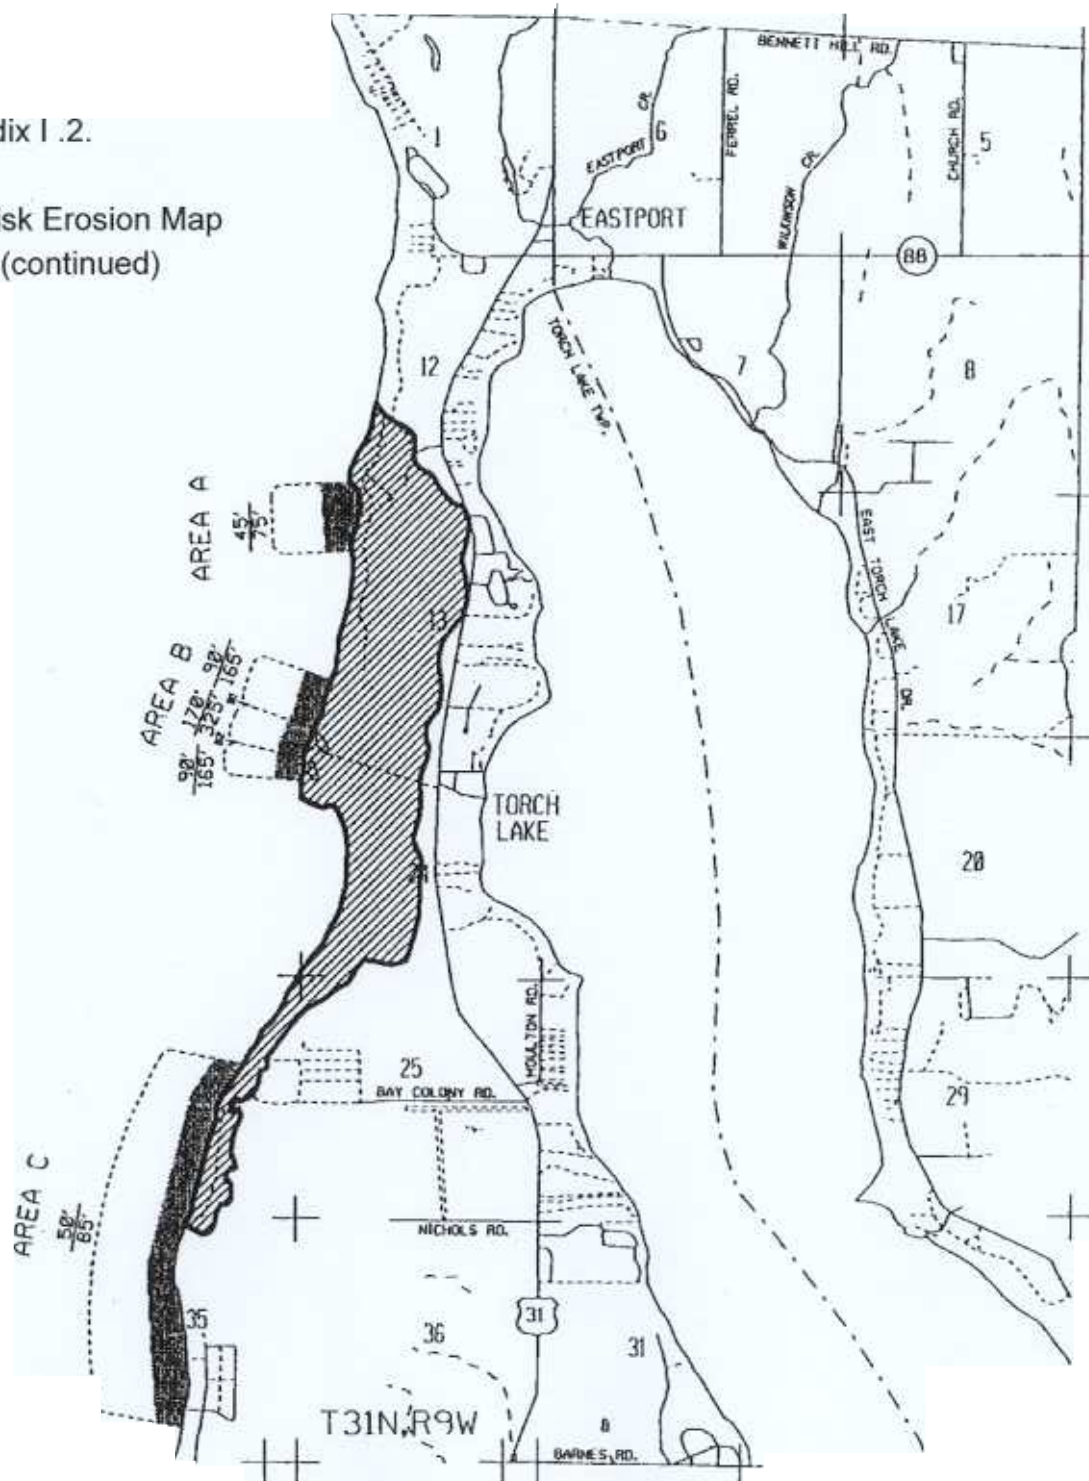 dix I .2.
isk Erosion Map
(continued)
BENNETT HILL RD.
1
EASTPORT CR.
6
FERREL RD.
WILKINSON CR.
CHURCH RD.
5
EASTPORT
88
TORCH LAKE TWP.
12
7
8
AREA A
45'
75'
EAST TORCH LAKE DR.
13
17
AREA B
90'
165'
170'
325'
90'
165'
TORCH
LAKE
20
MOULTON RD.
25
BAY COLONY RD.
29
AREA C
50'
85'
NICHOLS RD.
35
36
31
31
T31N,R9W
BARNES RD.